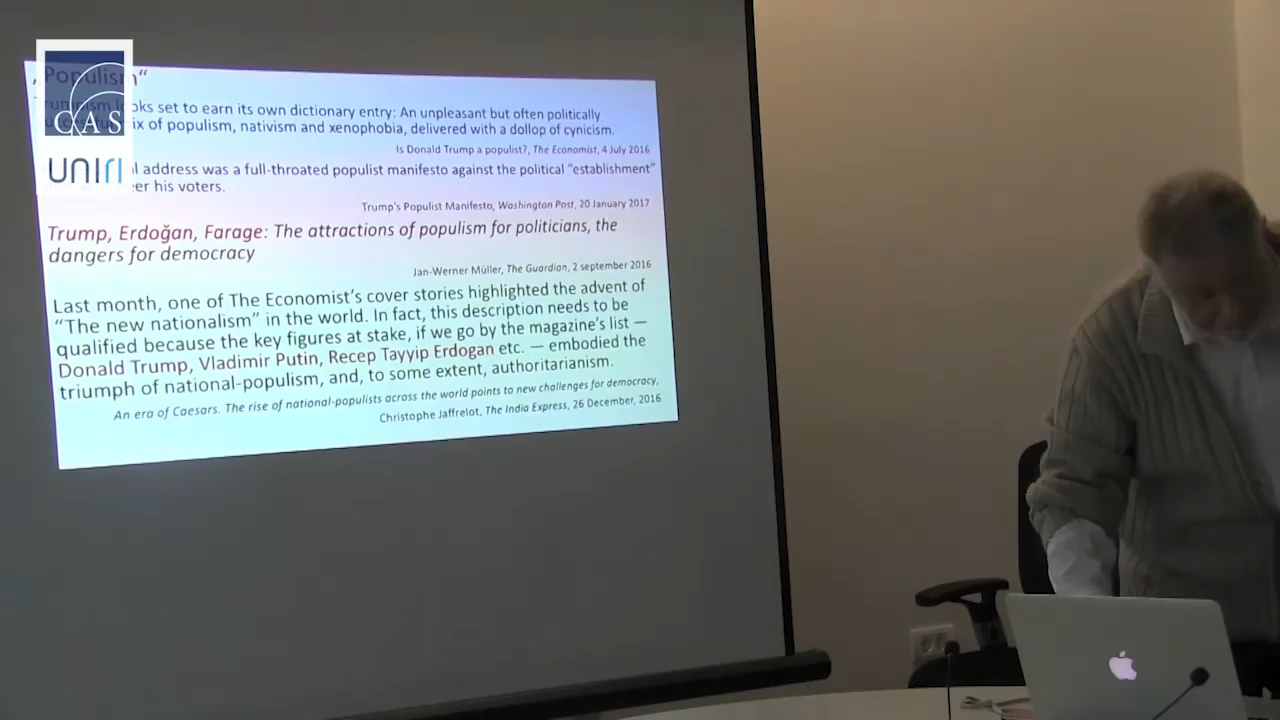 CAS
UNIRI
„Populism“
Trumpism looks set to earn its own dictionary entry: An unpleasant but often politically
ix of populism, nativism and xenophobia, delivered with a dollop of cynicism.
Is Donald Trump a populist?, The Economist, 4 July 2016
address was a full-throated populist manifesto against the political “establishment”
his voters.
Trump’s Populist Manifesto, Washington Post, 20 January 2017
Trump, Erdoğan, Farage: The attractions of populism for politicians, the
dangers for democracy
Jan-Werner Müller, The Guardian, 2 september 2016
Last month, one of The Economist’s cover stories highlighted the advent of
“The new nationalism” in the world. In fact, this description needs to be
qualified because the key figures at stake, if we go by the magazine’s list —
Donald Trump, Vladimir Putin, Recep Tayyip Erdogan etc. — embodied the
triumph of national-populism, and, to some extent, authoritarianism.
An era of Caesars. The rise of national-populists across the world points to new challenges for democracy,
Christophe Jaffrelot, The India Express, 26 December, 2016